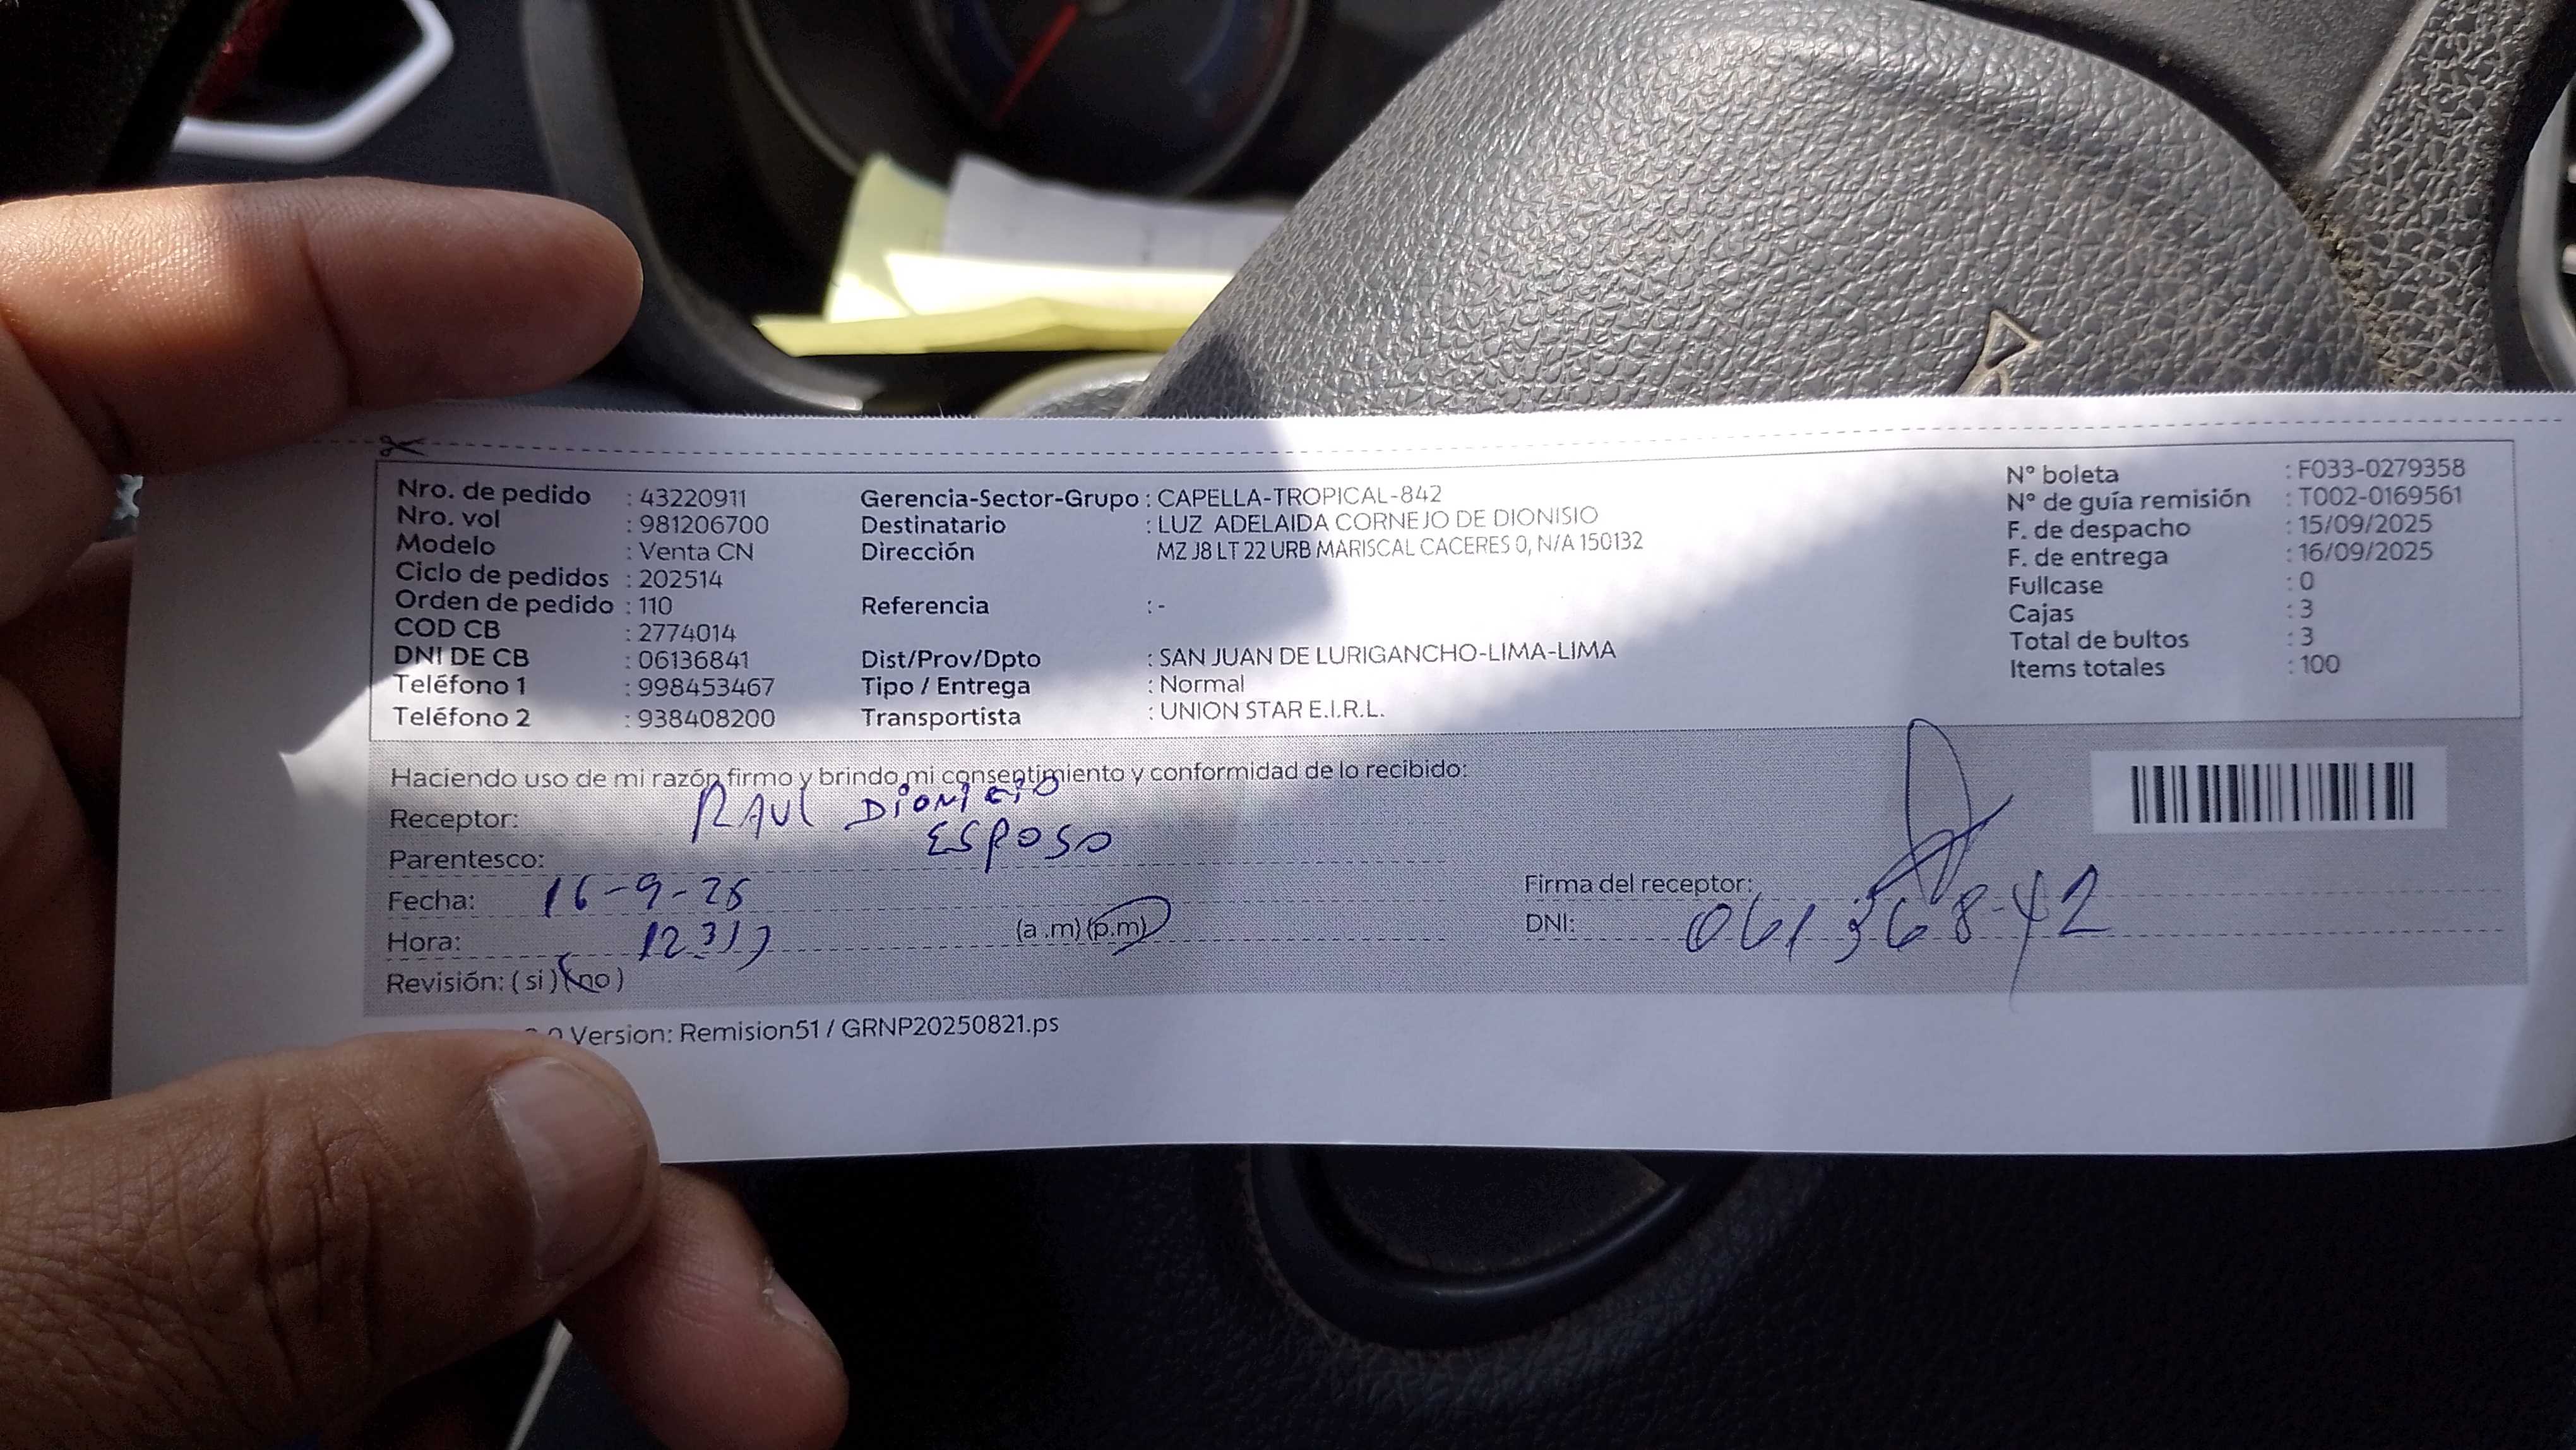 Nro. de pedido : 43220911
Nro. vol : 981206700
Modelo : Venta CN
Ciclo de pedidos : 202514
Orden de pedido : 110
COD CB : 2774014
DNI DE CB : 06136841
Teléfono 1 : 998453467
Teléfono 2 : 938408200
Gerencia-Sector-Grupo : CAPELLA-TROPICAL-842
Destinatario : LUZ ADELAIDA CORNEJO DE DIONISIO
Dirección MZ J8 LT 22 URB MARISCAL CACERES 0, N/A 150132
Referencia : -
Dist/Prov/Dpto : SAN JUAN DE LURIGANCHO-LIMA-LIMA
Tipo / Entrega : Normal
Transportista : UNION STAR E.I.R.L.
N° boleta : F033-0279358
N° de guía remisión : T002-0169561
F. de despacho : 15/09/2025
F. de entrega : 16/09/2025
Fullcase : 0
Cajas : 3
Total de bultos : 3
Items totales : 100
Haciendo uso de mi razón firmo y brindo mi consentimiento y conformidad de lo recibido:
Receptor: RAUL DIONICIO
Parentesco: ESPOSO
Fecha: 16-9-25
Hora: (a .m) (p.m)
Revisión: ( si ) ( no )
Firma del receptor:
DNI: 06136842
Version: Remision51 / GRNP20250821.ps